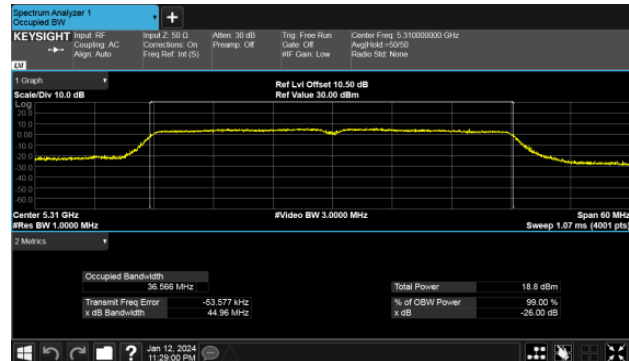 Spectrum Analyzer 1
Occupied BW
+
KEYSIGHT Input: RF Input Z: 50 Ω Atten: 30 dB Trig: Free Run Center Freq: 5.310000000 GHz
Coupling: AC Corrections: On Preamp: Off Gate: Off Avg|Hold:>50/50
Align: Auto Freq Ref: Int (S) #IF Gain: Low Radio Std: None
LXI
1 Graph Ref Lvl Offset 10.50 dB
Scale/Div 10.0 dB Ref Value 30.00 dBm
Log
20.0
10.0
0.00
-10.0
-20.0
-30.0
-40.0
-50.0
-60.0
Center 5.31 GHz #Video BW 3.0000 MHz Span 60 MHz
#Res BW 1.0000 MHz Sweep 1.07 ms (4001 pts)
2 Metrics
Occupied Bandwidth
36.566 MHz Total Power 18.8 dBm
Transmit Freq Error -53.577 kHz % of OBW Power 99.00 %
x dB Bandwidth 44.96 MHz x dB -26.00 dB
? Jan 12, 2024
11:29:00 PM